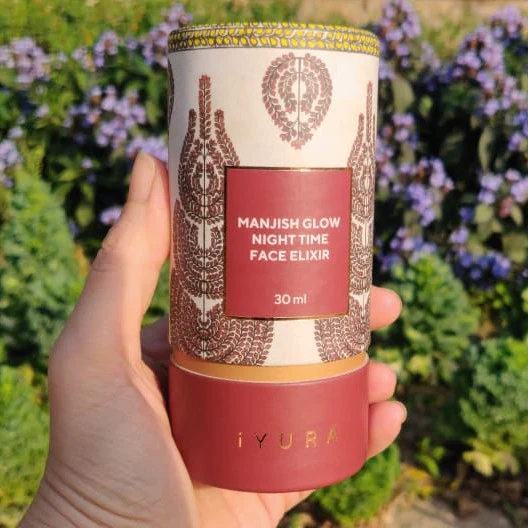 MANJISH GLOW
NIGHT TIME
FACE ELIXIR
30 ml
iYURA